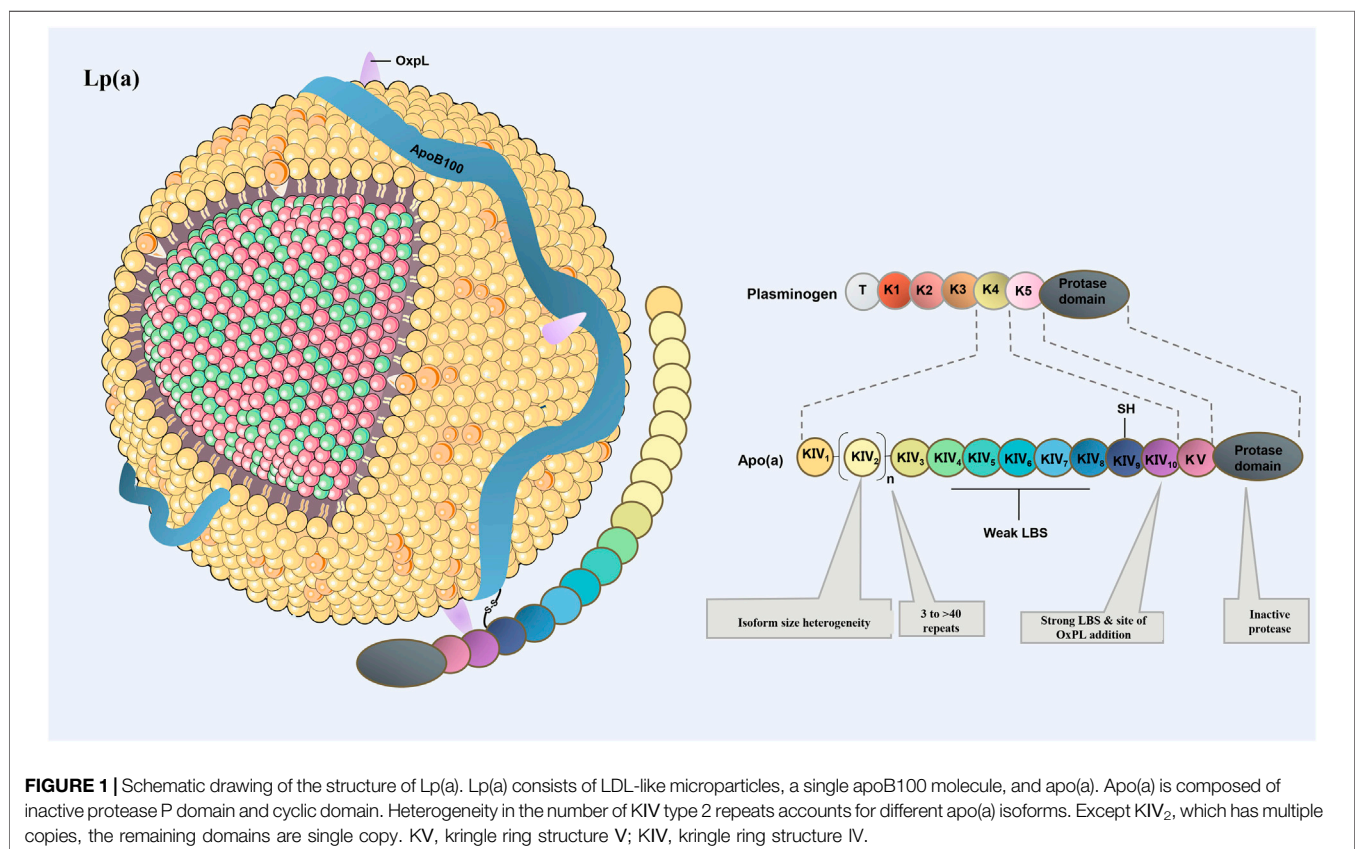 Lp(a)
OxpL
ApoB100
S-S
Plasminogen
T K1 K2 K3 K4 K5 Protase
domain
SH
Apo(a)
KIV₁ KIV₂ n KIV₃ KIV₄ KIV₅ KIV₆ KIV₇ KIV₈ KIV₉ KIV₁₀ KV Protase
domain
Weak LBS
Isoform size heterogeneity
3 to >40
repeats
Strong LBS & site of
OxPL addition
Inactive
protease
FIGURE 1 | Schematic drawing of the structure of Lp(a). Lp(a) consists of LDL-like microparticles, a single apoB100 molecule, and apo(a). Apo(a) is composed of
inactive protease P domain and cyclic domain. Heterogeneity in the number of KIV type 2 repeats accounts for different apo(a) isoforms. Except KIV₂, which has multiple
copies, the remaining domains are single copy. KV, kringle ring structure V; KIV, kringle ring structure IV.